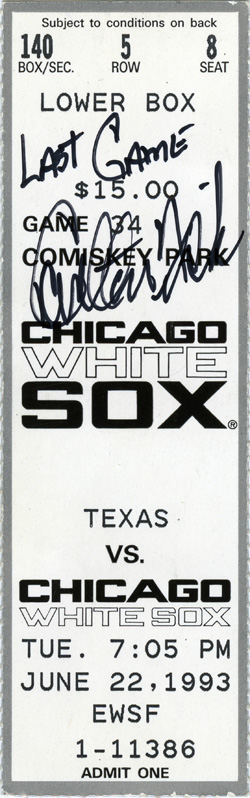 Subject to conditions on back
140 5 8
BOX/SEC. ROW SEAT
LOWER BOX
LAST GAME
$15.00
GAME 34
COMISKEY PARK
Carlton Fisk
CHICAGO
WHITE
SOX®
TEXAS
VS.
CHICAGO
WHITE SOX
TUE. 7:05 PM
JUNE 22,1993
EWSF
1-11386
ADMIT ONE